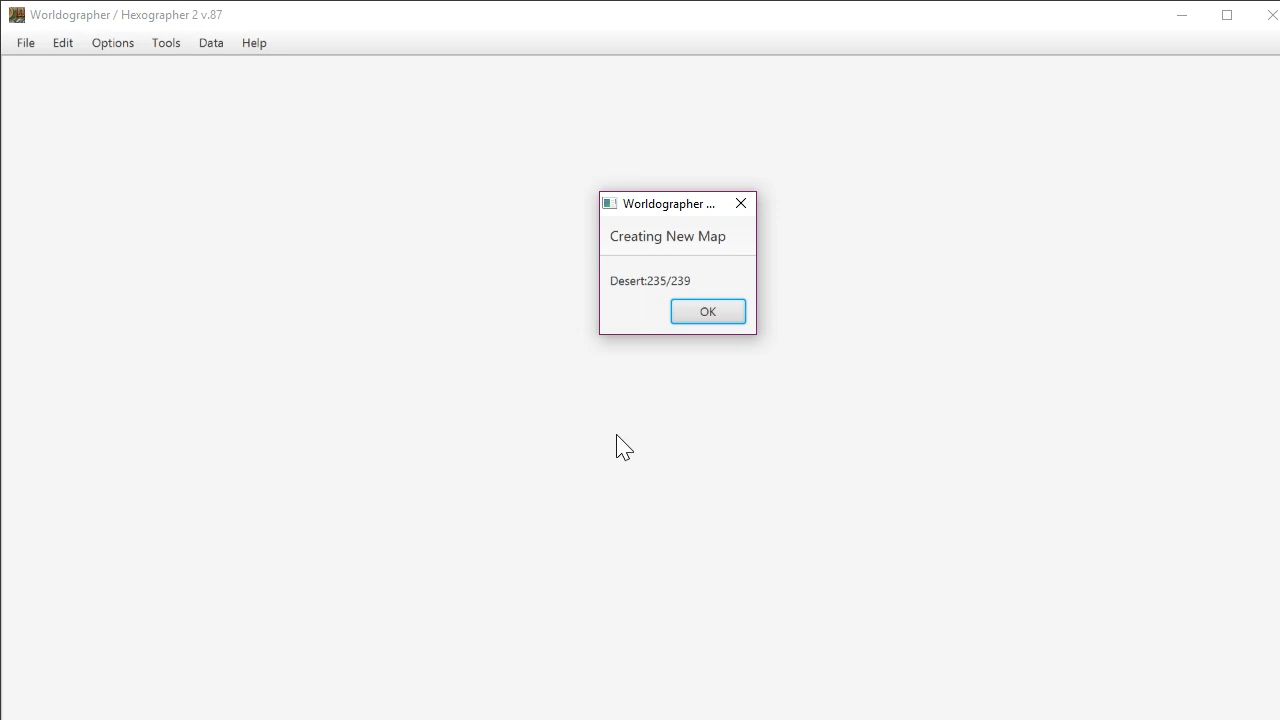 Worldographer / Hexographer 2 v.87
File Edit Options Tools Data Help
Worldographer ...
Creating New Map
Desert:235/239
OK